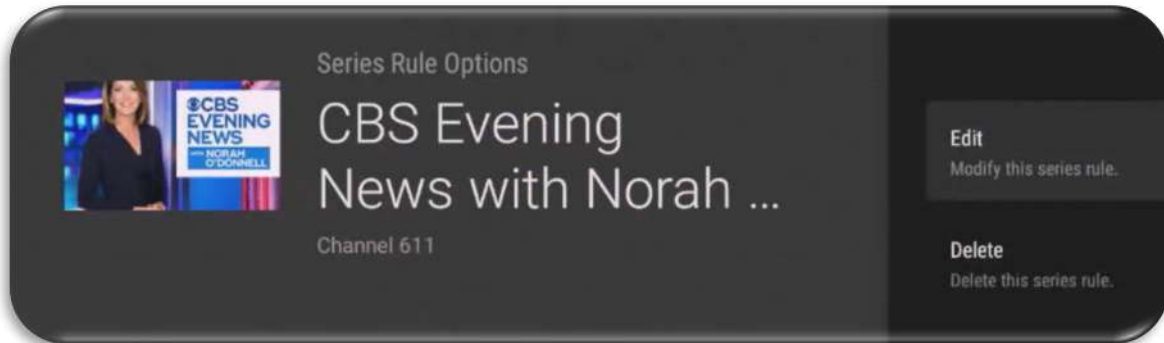 Series Rule Options
CBS Evening
News with Norah ...
Channel 611
CBS
EVENING
NEWS
WITH NORAH
O'DONNELL
Edit
Modify this series rule.
Delete
Delete this series rule.